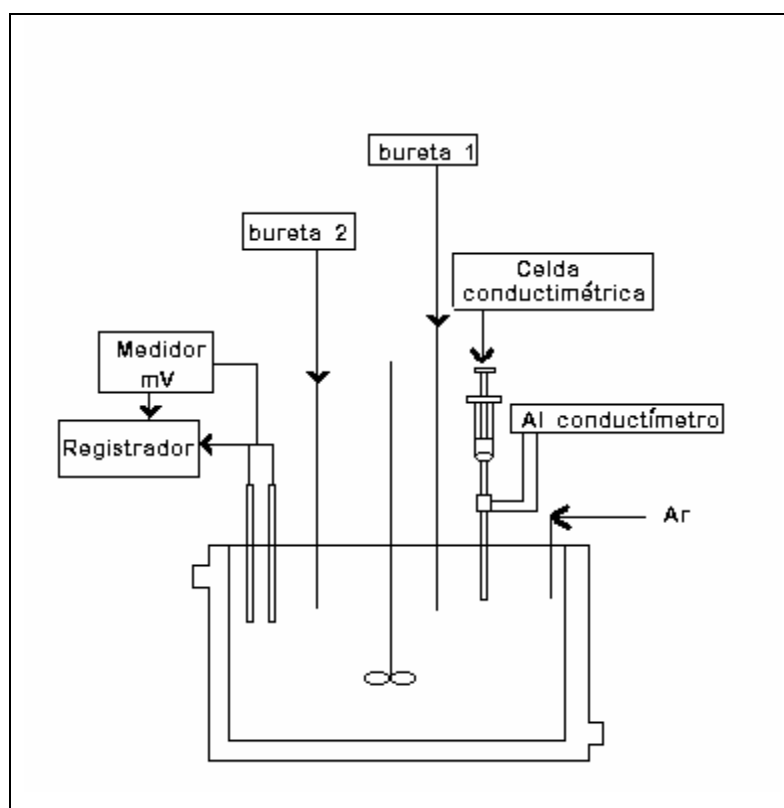 bureta 1
bureta 2
Celda
conductimétrica
Medidor
mV
Al conductímetro
Registrador
Ar